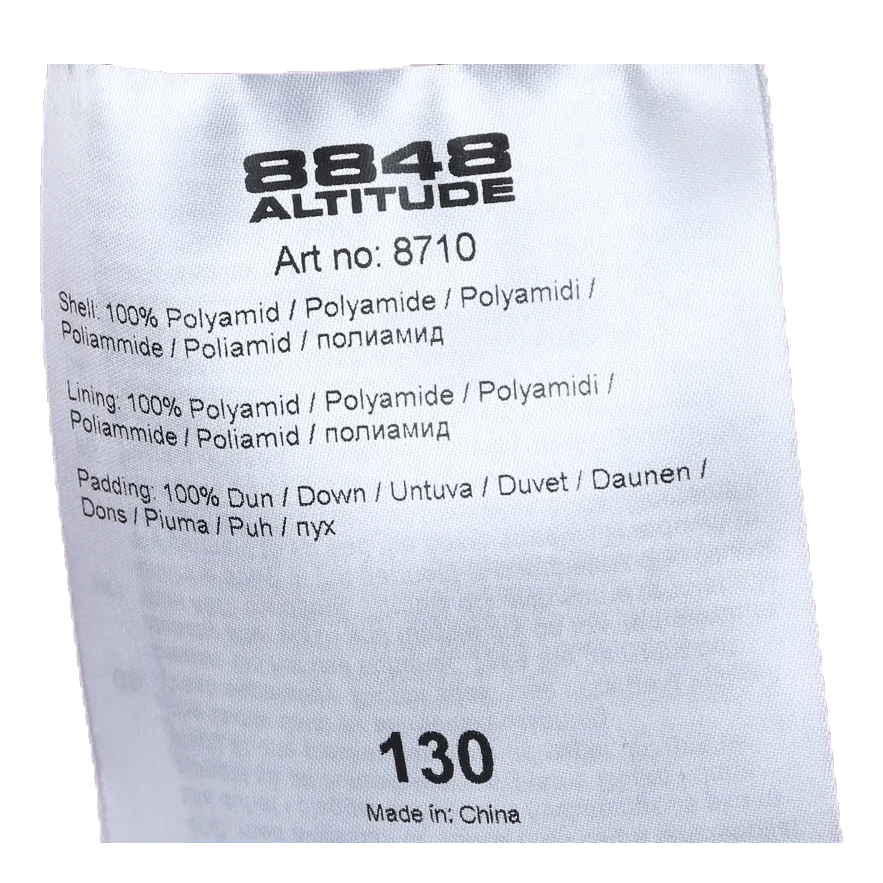 8848
ALTITUDE
Art no: 8710
Shell: 100% Polyamid / Polyamide / Polyamidi /
Poliammide / Poliamid / полиамид
Lining: 100% Polyamid / Polyamide / Polyamidi /
Poliammide / Poliamid / полиамид
Padding: 100% Dun / Down / Untuva / Duvet / Daunen /
Dons / Piuma / Puh / пух
130
Made in: China